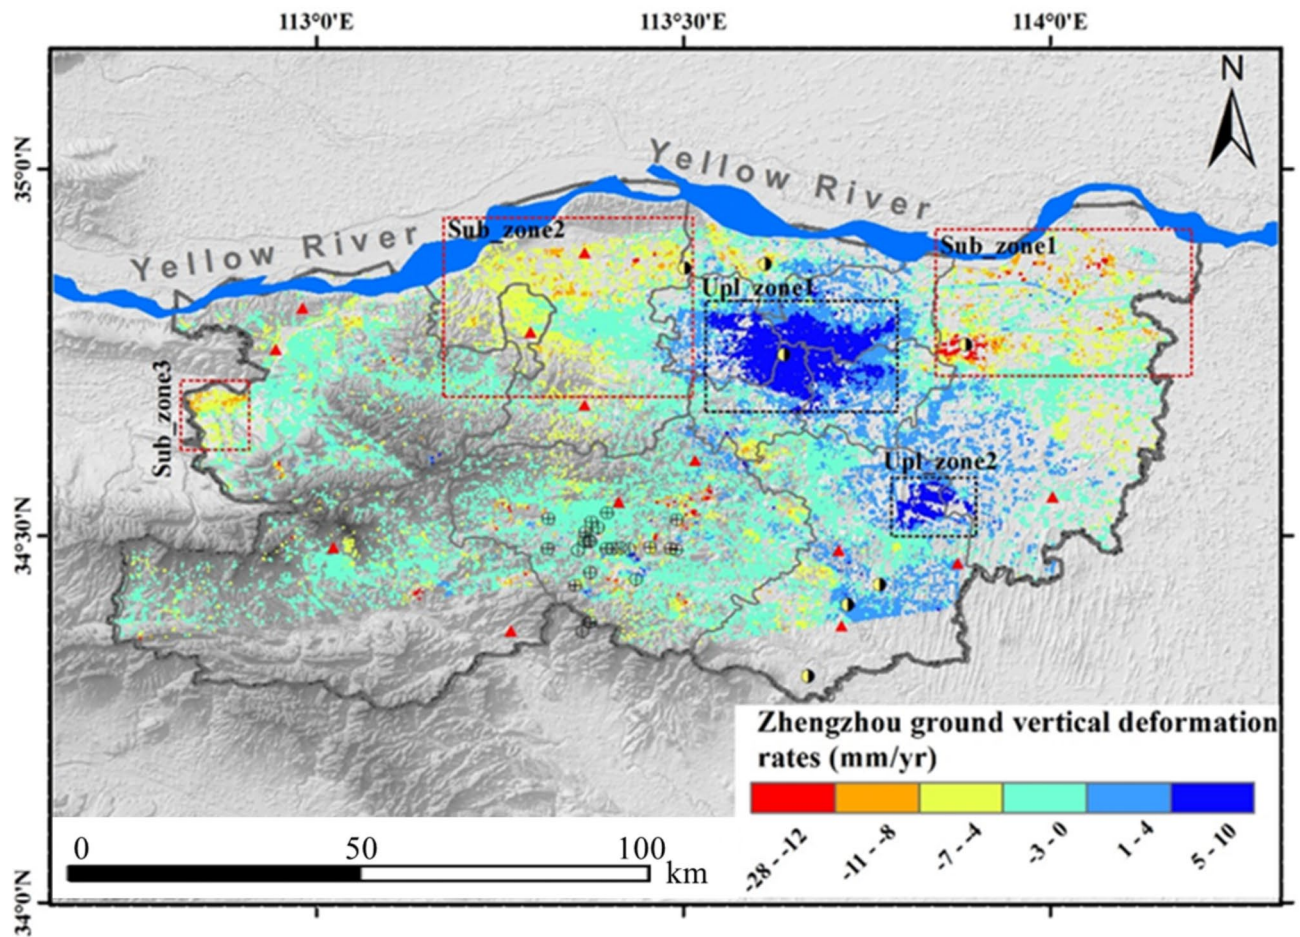 113°0'E
113°30'E
114°0'E
N
35°0'N
34°30'N
34°0'N
Yellow River
Yellow River
Sub_zone2
Sub_zone1
Upl_zone1
Sub_zone3
Upl_zone2
Zhengzhou ground vertical deformation
rates (mm/yr)
-28 - -12
-11 - -8
-7 - -4
-3 - 0
1 - 4
5 - 10
0
50
100
km